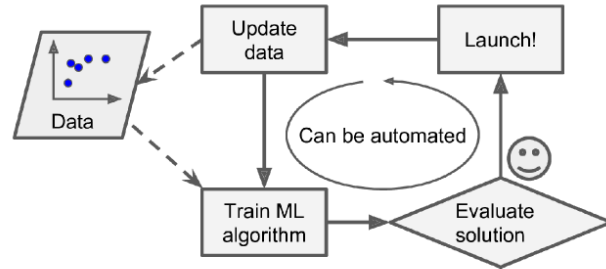 Update
data
Launch!
Data
Can be automated
Train ML
algorithm
Evaluate
solution